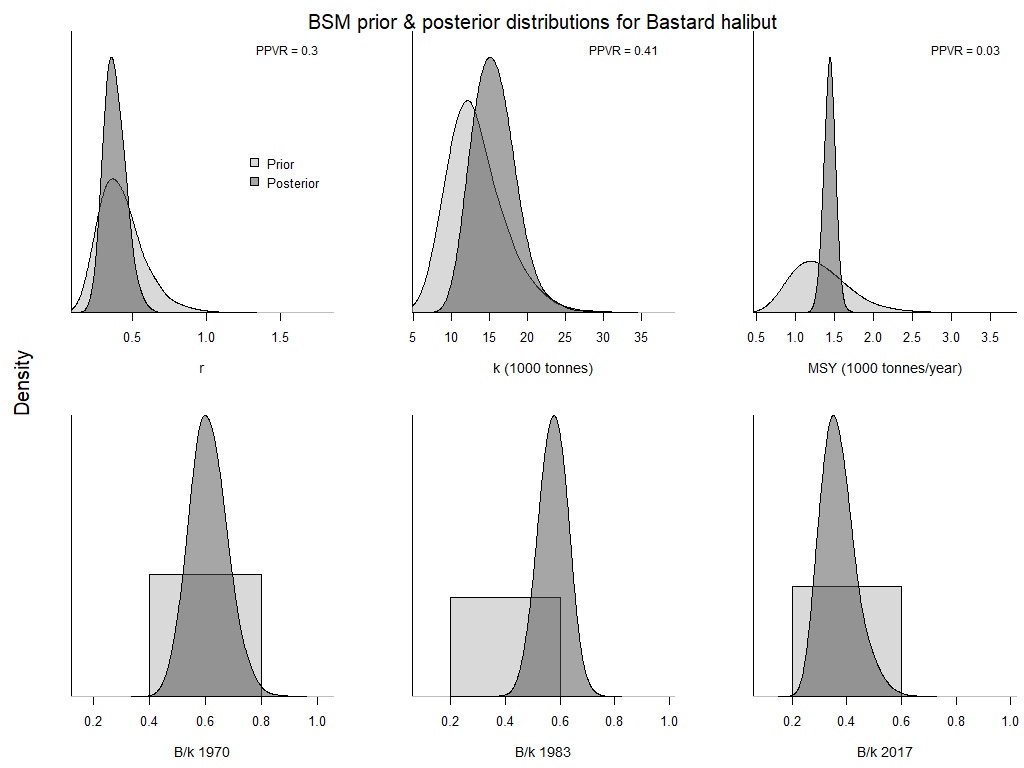 BSM prior & posterior distributions for Bastard halibut
PPVR = 0.3
Prior
Posterior
0.5 1.0 1.5
r
PPVR = 0.41
5 10 15 20 25 30 35
k (1000 tonnes)
PPVR = 0.03
0.5 1.0 1.5 2.0 2.5 3.0 3.5
MSY (1000 tonnes/year)
Density
0.2 0.4 0.6 0.8 1.0
B/k 1970
0.2 0.4 0.6 0.8 1.0
B/k 1983
0.2 0.4 0.6 0.8 1.0
B/k 2017